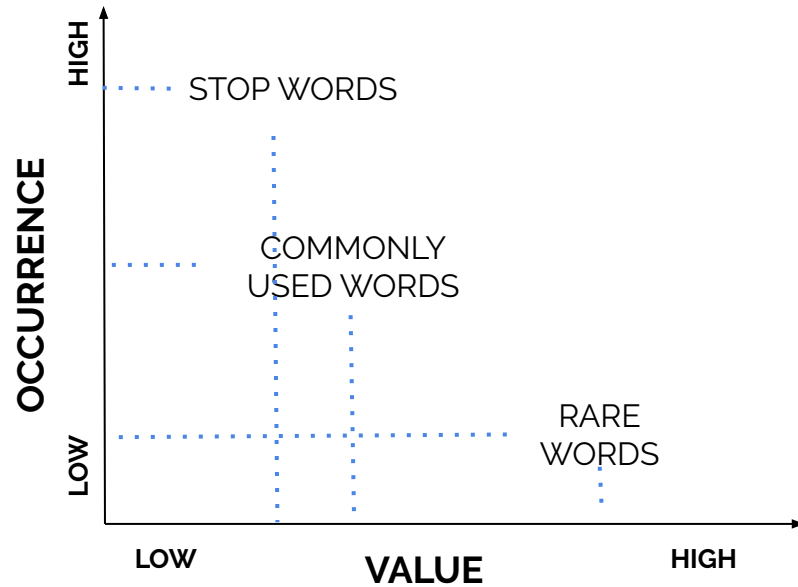 HIGH
STOP WORDS
OCCURRENCE
COMMONLY
USED WORDS
RARE
WORDS
LOW
LOW
VALUE
HIGH